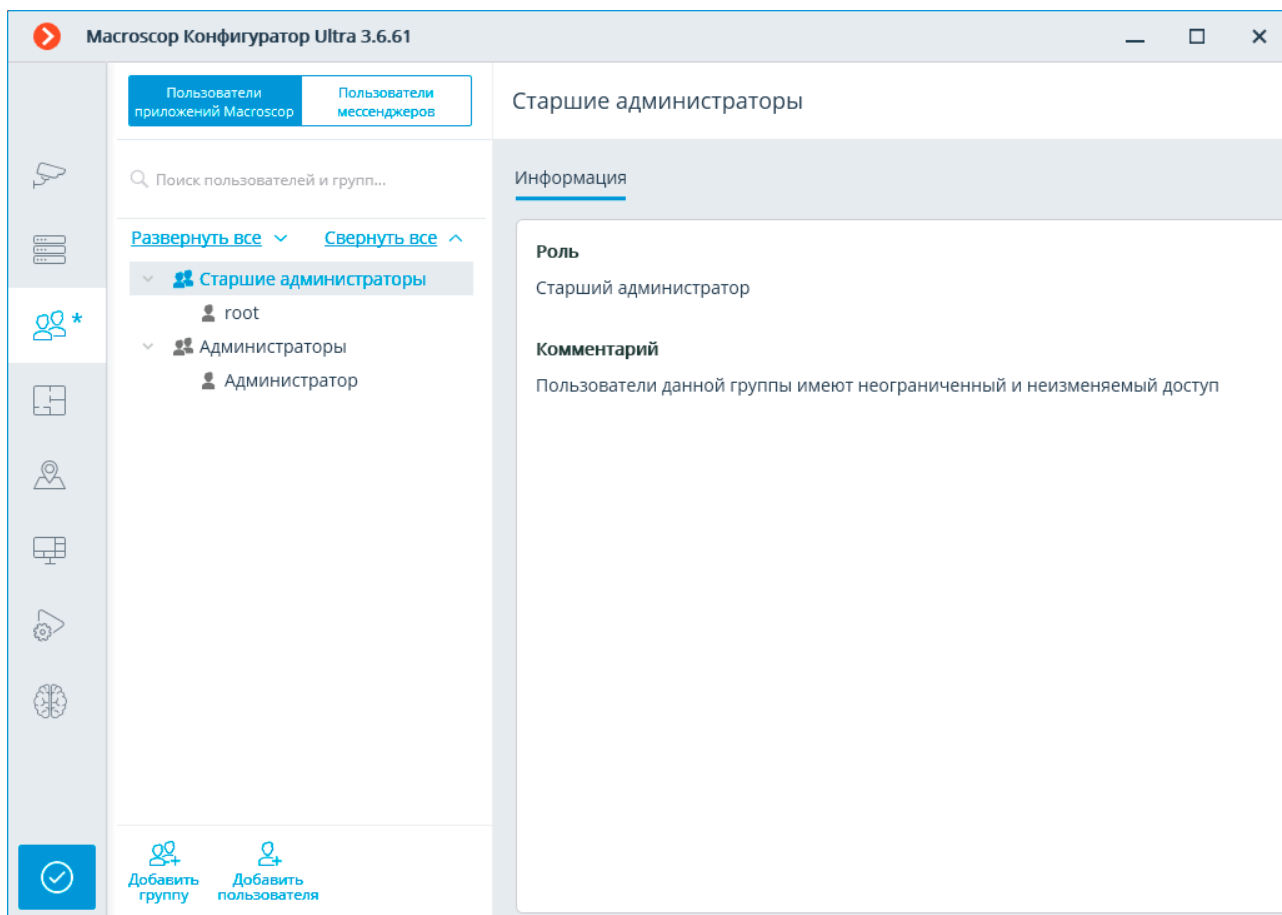 Macroscop Конфигуратор Ultra 3.6.61
Пользователи
приложений Macroscop
Пользователи
мессенджеров
Поиск пользователей и групп...
Развернуть все
Свернуть все
Старшие администраторы
root
Администраторы
Администратор
Добавить
группу
Добавить
пользователя
Старшие администраторы
Информация
Роль
Старший администратор
Комментарий
Пользователи данной группы имеют неограниченный и неизменяемый доступ
*